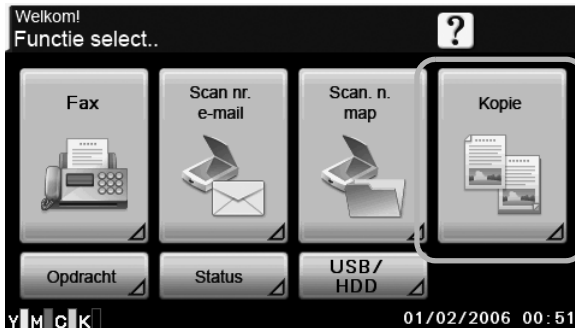 Welkom!
Functie select..
?
Fax
Scan nr.
e-mail
Scan. n.
map
Kopie
Opdracht
Status
USB/
HDD
Y M C K
01/02/2006 00:51